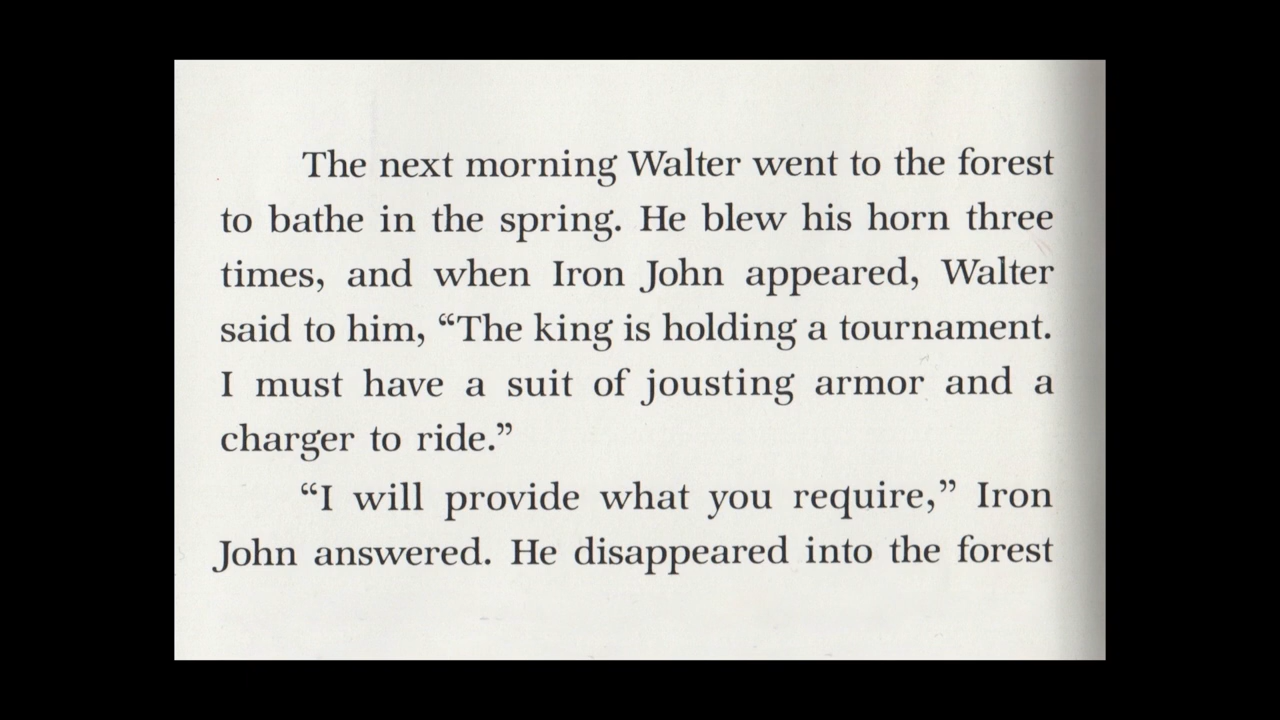 The next morning Walter went to the forest
to bathe in the spring. He blew his horn three
times, and when Iron John appeared, Walter
said to him, “The king is holding a tournament.
I must have a suit of jousting armor and a
charger to ride.”
“I will provide what you require,” Iron
John answered. He disappeared into the forest